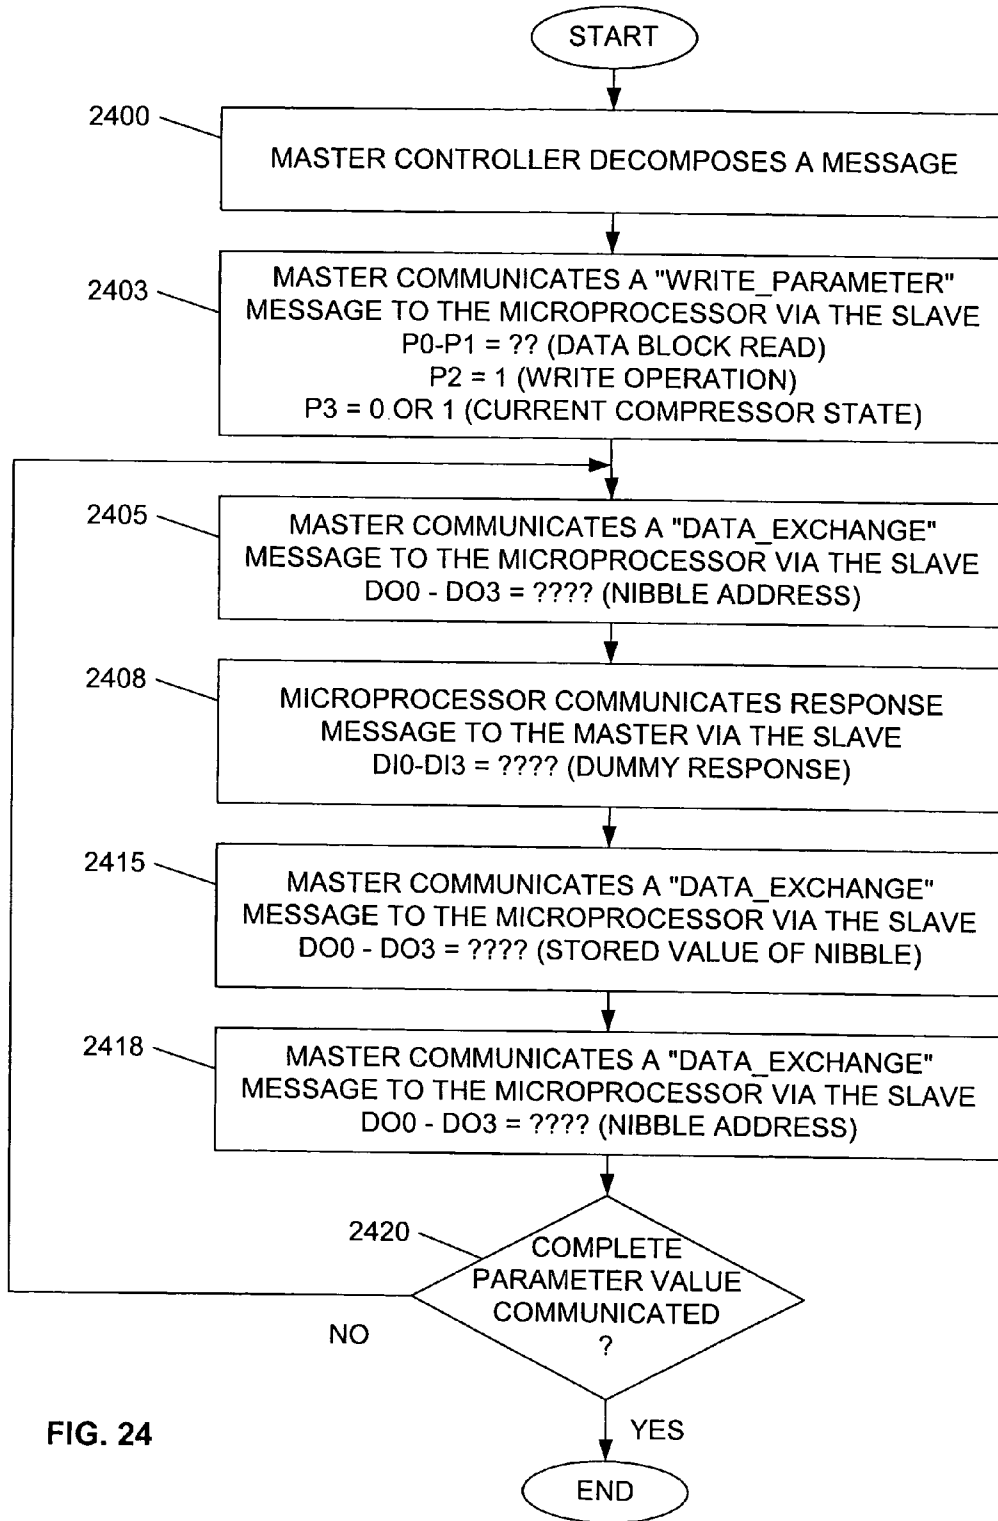 START
2400
MASTER CONTROLLER DECOMPOSES A MESSAGE
2403
MASTER COMMUNICATES A "WRITE_PARAMETER"
MESSAGE TO THE MICROPROCESSOR VIA THE SLAVE
P0-P1 = ?? (DATA BLOCK READ)
P2 = 1 (WRITE OPERATION)
P3 = 0 OR 1 (CURRENT COMPRESSOR STATE)
2405
MASTER COMMUNICATES A "DATA_EXCHANGE"
MESSAGE TO THE MICROPROCESSOR VIA THE SLAVE
DO0 - DO3 = ???? (NIBBLE ADDRESS)
2408
MICROPROCESSOR COMMUNICATES RESPONSE
MESSAGE TO THE MASTER VIA THE SLAVE
DI0-DI3 = ???? (DUMMY RESPONSE)
2415
MASTER COMMUNICATES A "DATA_EXCHANGE"
MESSAGE TO THE MICROPROCESSOR VIA THE SLAVE
DO0 - DO3 = ???? (STORED VALUE OF NIBBLE)
2418
MASTER COMMUNICATES A "DATA_EXCHANGE"
MESSAGE TO THE MICROPROCESSOR VIA THE SLAVE
DO0 - DO3 = ???? (NIBBLE ADDRESS)
2420
COMPLETE
PARAMETER VALUE
COMMUNICATED
?
NO
YES
FIG. 24
END